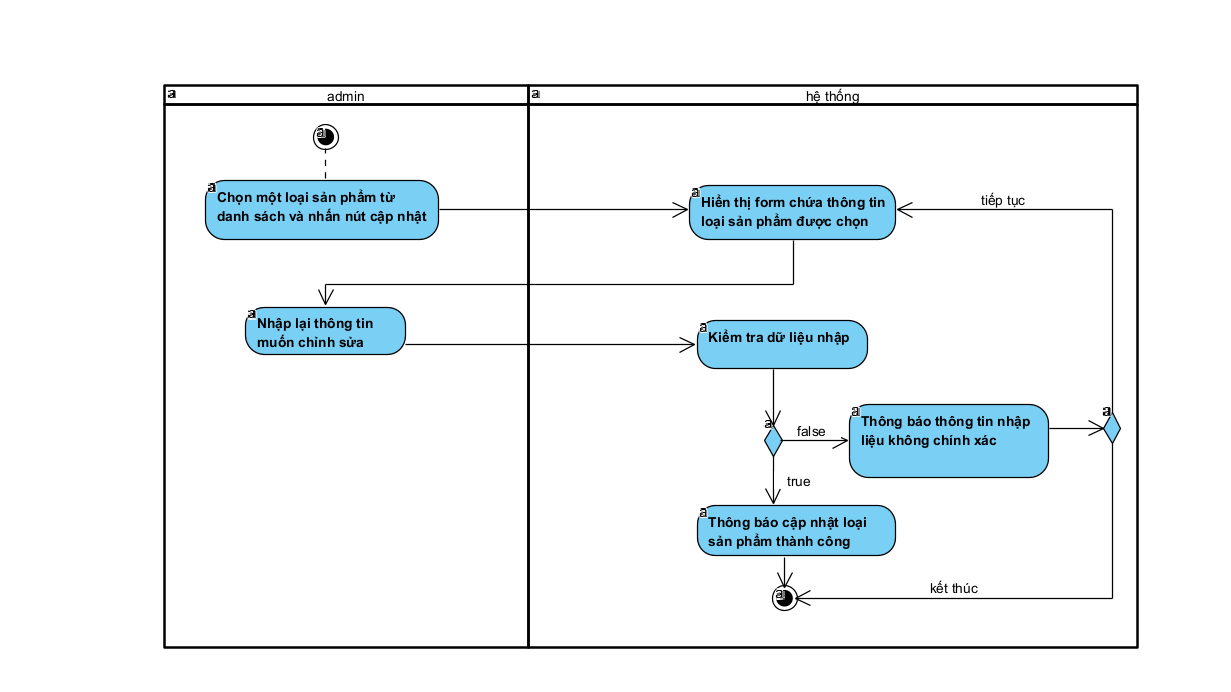 a
admin
a
hệ thống
a
a
Chọn một loại sản phẩm từ
danh sách và nhấn nút cập nhật
a
Hiển thị form chứa thông tin
loại sản phẩm được chọn
tiếp tục
a
Nhập lại thông tin
muốn chỉnh sửa
a
Kiểm tra dữ liệu nhập
a
false
a
Thông báo thông tin nhập
liệu không chính xác
a
true
a
Thông báo cập nhật loại
sản phẩm thành công
a
kết thúc